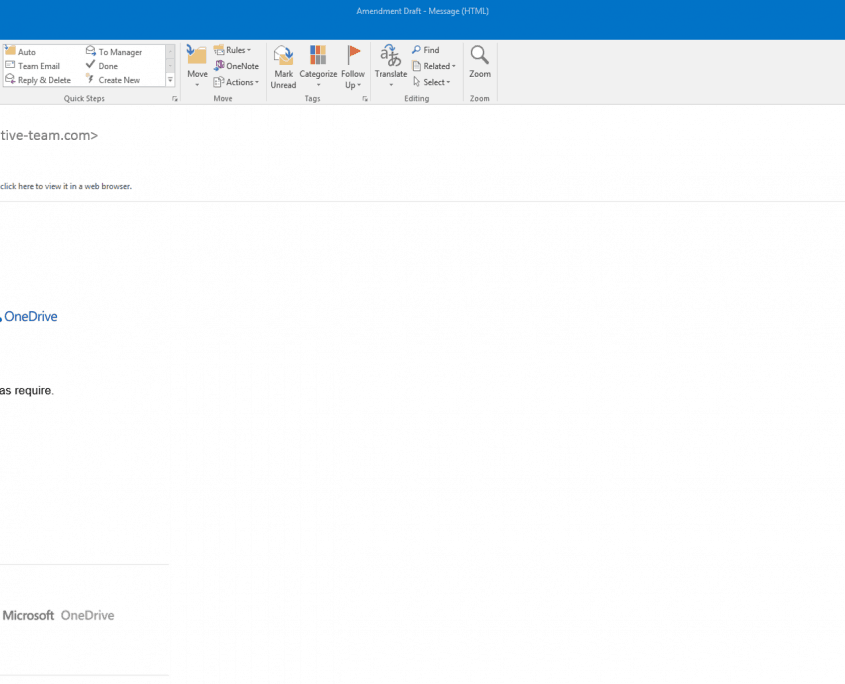 Amendment Draft - Message (HTML)
Auto
To Manager
Team Email
Done
Reply & Delete
Create New
Quick Steps
Move
Rules
OneNote
Actions
Move
Mark
Unread
Categorize
Follow
Up
Tags
Translate
Find
Related
Select
Editing
Zoom
Zoom
tive-team.com>
click here to view it in a web browser.
OneDrive
as require.
Microsoft OneDrive